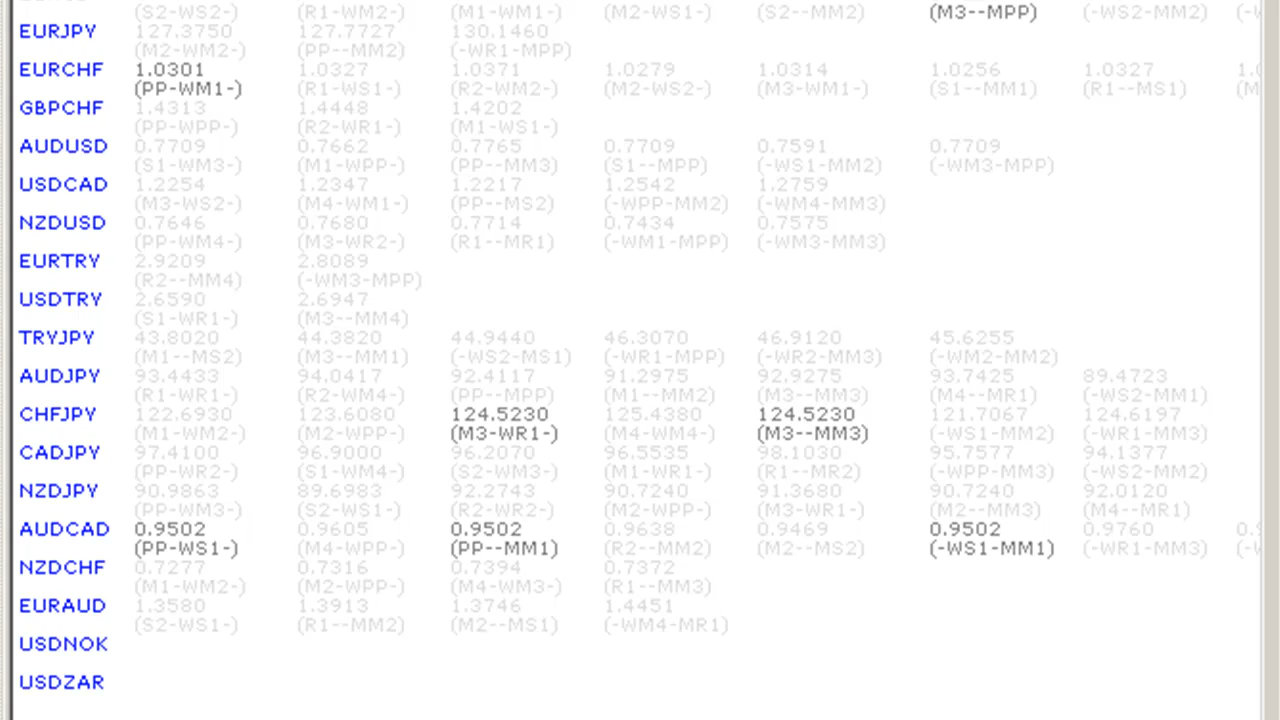 (S2-WS2-) (R1-WM2-) (M1-WM1-) (M2-WS1-) (S2--MM2) (M3--MPP) (-WS2-MM2)
EURJPY 127.3750 127.7727 130.1460
(M2-WM2-) (PP--MM2) (-WR1-MPP)
EURCHF 1.0301 1.0327 1.0371 1.0279 1.0314 1.0256 1.0327
(PP-WM1-) (R1-WS1-) (R2-WM2-) (M2-WS2-) (M3-WM1-) (S1--MM1) (R1--MS1)
GBPCHF 1.4313 1.4448 1.4202
(PP-WPP-) (R2-WR1-) (M1-WS1-)
AUDUSD 0.7709 0.7662 0.7765 0.7709 0.7591 0.7709
(S1-WM3-) (M1-WPP-) (PP--MM3) (S1--MPP) (-WS1-MM2) (-WM3-MPP)
USDCAD 1.2254 1.2347 1.2217 1.2542 1.2759
(M3-WS2-) (M4-WM1-) (PP--MS2) (-WPP-MM2) (-WM4-MM3)
NZDUSD 0.7646 0.7680 0.7714 0.7434 0.7575
(PP-WM4-) (M3-WR2-) (R1--MR1) (-WM1-MPP) (-WM3-MM3)
EURTRY 2.9209 2.8089
(R2--MM4) (-WM3-MPP)
USDTRY 2.6590 2.6947
(S1-WR1-) (M3--MM4)
TRYJPY 43.8020 44.3820 44.9440 46.3070 46.9120 45.6255
(M1--MS2) (M3--MM1) (-WS2-MS1) (-WR1-MPP) (-WR2-MM3) (-WM2-MM2)
AUDJPY 93.4433 94.0417 92.4117 91.2975 92.9275 93.7425 89.4723
(R1-WR1-) (R2-WM4-) (PP--MPP) (M1--MM2) (M3--MM3) (M4--MR1) (-WS2-MM1)
CHFJPY 122.6930 123.6080 124.5230 125.4380 124.5230 121.7067 124.6197
(M1-WM2-) (M2-WPP-) (M3-WR1-) (M4-WM4-) (M3--MM3) (-WS1-MM2) (-WR1-MM3)
CADJPY 97.4100 96.9000 96.2070 96.5535 98.1030 95.7577 94.1377
(PP-WR2-) (S1-WM4-) (S2-WM3-) (M1-WR1-) (R1--MR2) (-WPP-MM3) (-WS2-MM2)
NZDJPY 90.9863 89.6983 92.2743 90.7240 91.3680 90.7240 92.0120
(PP-WM3-) (S2-WS1-) (R2-WR2-) (M2-WPP-) (M3-WR1-) (M2--MM3) (M4--MR1)
AUDCAD 0.9502 0.9605 0.9502 0.9638 0.9469 0.9502 0.9760
(PP-WS1-) (M4-WPP-) (PP--MM1) (R2--MM2) (M2--MS2) (-WS1-MM1) (-WR1-MM3)
NZDCHF 0.7277 0.7316 0.7394 0.7372
(M1-WM2-) (M2-WPP-) (M4-WM3-) (R1--MM3)
EURAUD 1.3580 1.3913 1.3746 1.4451
(S2-WS1-) (R1--MM2) (M2--MS1) (-WM4-MR1)
USDNOK
USDZAR